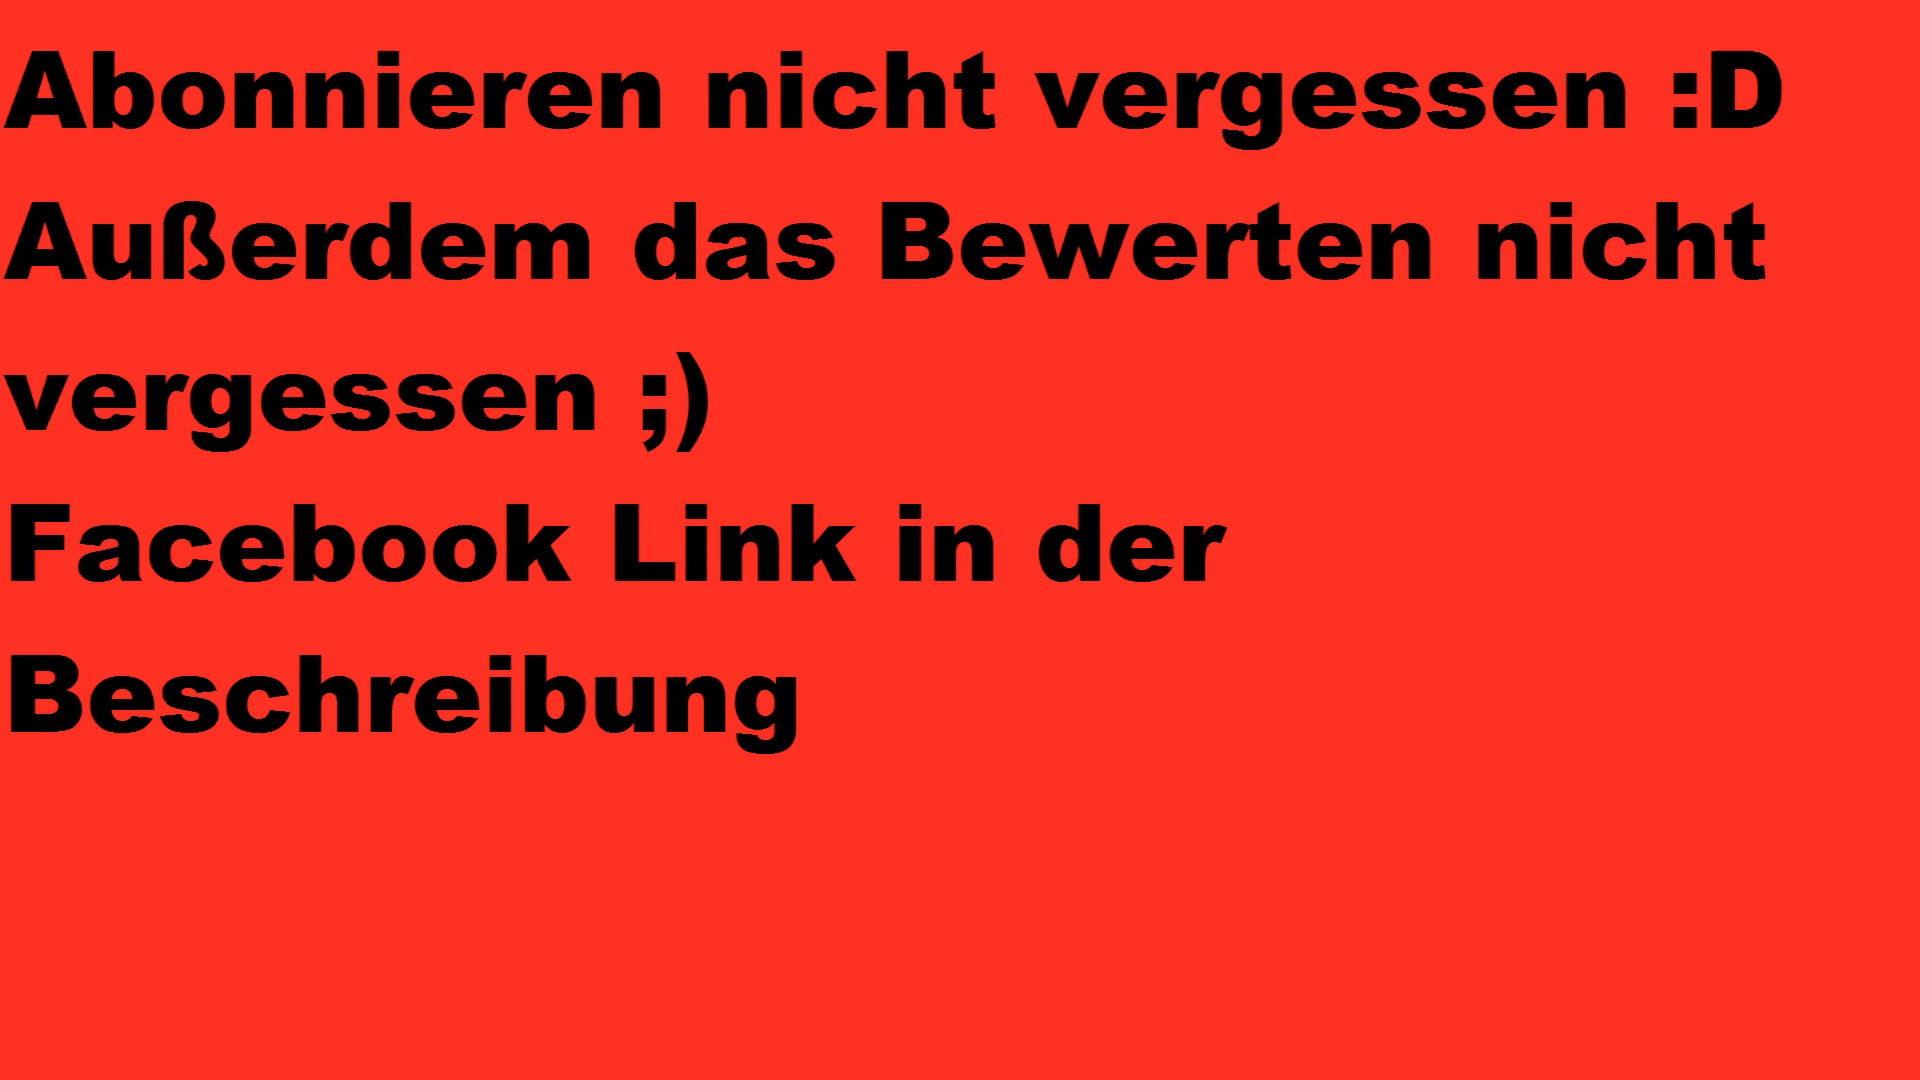 Abonnieren nicht vergessen :D
Außerdem das Bewerten nicht
vergessen ;)
Facebook Link in der
Beschreibung